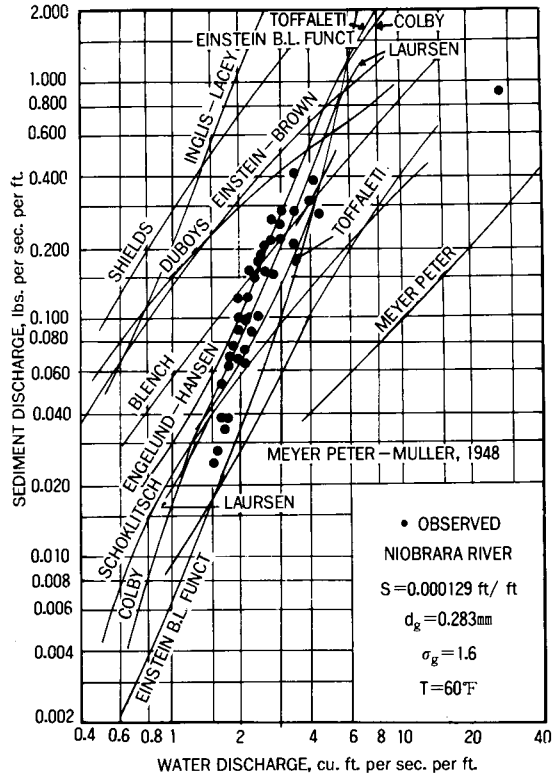 TOFFALETI
COLBY
EINSTEIN B.L. FUNCT
LAURSEN
INGLIS-LACEY
EINSTEIN-BROWN
DUBOYS
SHIELDS
TOFFALETI
MEYER PETER
BLENCH
ENGELUND-HANSEN
SCHOKLITSCH
COLBY
EINSTEIN B.L. FUNCT
MEYER PETER-MULLER, 1948
LAURSEN
• OBSERVED
NIOBRARA RIVER
S=0.000129 ft/ ft
dg=0.283mm
σg=1.6
T=60°F
SEDIMENT DISCHARGE, lbs. per sec. per ft.
2.000
1.000
0.800
0.600
0.400
0.200
0.100
0.080
0.060
0.040
0.020
0.010
0.008
0.006
0.004
0.002
0.4 0.6 0.8 1 2 4 6 8 10 20 40
WATER DISCHARGE, cu. ft. per sec. per ft.